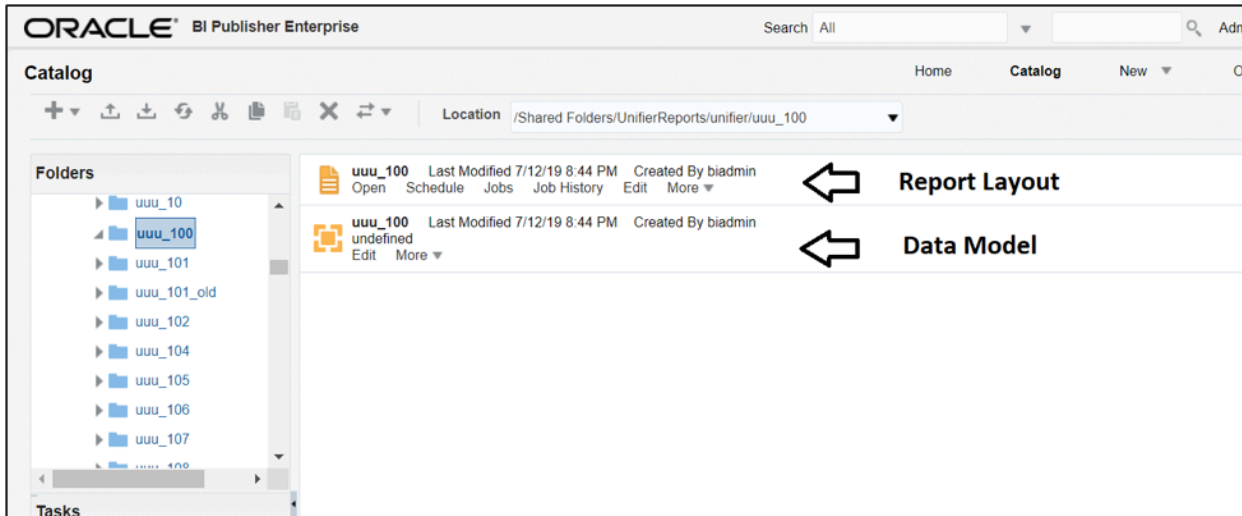 ORACLE BI Publisher Enterprise Search All Adm
Catalog Home Catalog New O
Location /Shared Folders/UnifierReports/unifier/uuu_100
Folders
uuu_10
uuu_100
uuu_101
uuu_101_old
uuu_102
uuu_104
uuu_105
uuu_106
uuu_107
uuu_108
Tasks
uuu_100 Last Modified 7/12/19 8:44 PM Created By biadmin
Open Schedule Jobs Job History Edit More
Report Layout
uuu_100 Last Modified 7/12/19 8:44 PM Created By biadmin
undefined
Edit More
Data Model